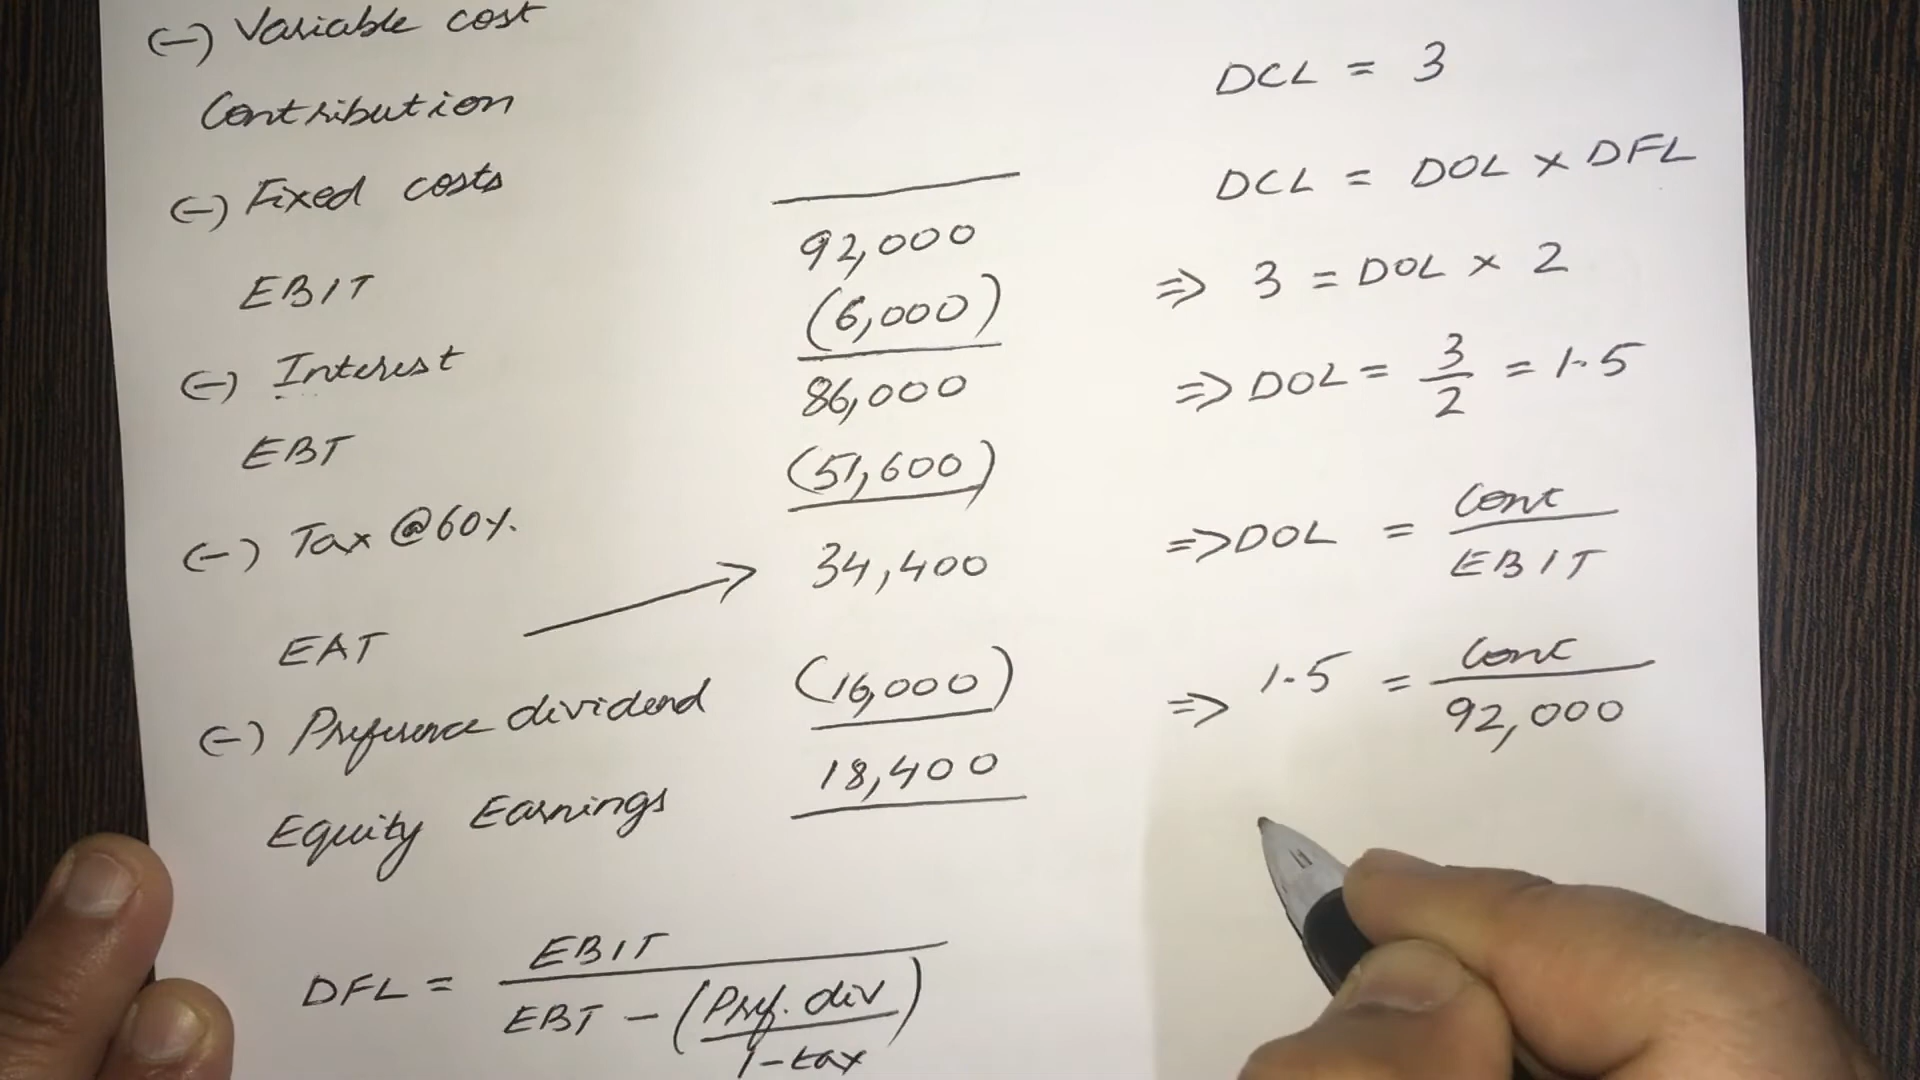 (-) Variable cost
Contribution
(-) Fixed costs
EBIT
(-) Interest
EBT
(-) Tax @60%.
EAT
(-) Preference dividend
Equity Earnings
92,000
(6,000)
86,000
(51,600)
34,400
(16,000)
18,400
DFL = EBIT
EBT - (Pref. div
1-tax)
DCL = 3
DCL = DOL x DFL
=> 3 = DOL x 2
=> DOL = 3/2 = 1.5
=> DOL = Cont
EBIT
=> 1.5 = Cont
92,000